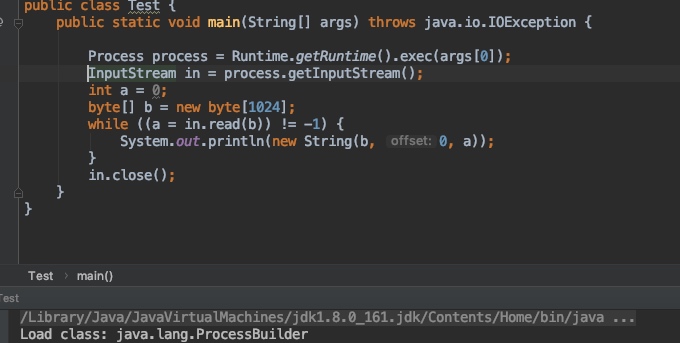 public class Test {
public static void main(String[] args) throws java.io.IOException {
Process process = Runtime.getRuntime().exec(args[0]);
InputStream in = process.getInputStream();
int a = 0;
byte[] b = new byte[1024];
while ((a = in.read(b)) != -1) {
System.out.println(new String(b, offset: 0, a));
}
in.close();
}
}
Test › main()
Test
/Library/Java/JavaVirtualMachines/jdk1.8.0_161.jdk/Contents/Home/bin/java ...
Load class: java.lang.ProcessBuilder